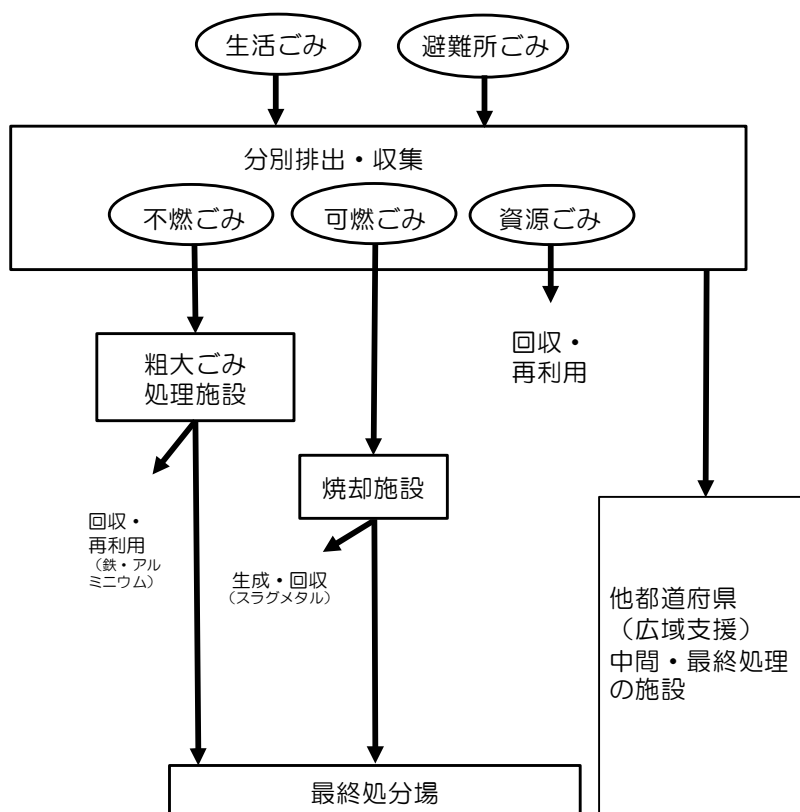 生活ごみ
避難所ごみ
分別排出・収集
不燃ごみ
可燃ごみ
資源ごみ
回収・
再利用
粗大ごみ
処理施設
焼却施設
回収・
再利用
（鉄・アル
ミニウム）
生成・回収
（スラグメタル）
他都道府県
（広域支援）
中間・最終処理
の施設
最終処分場